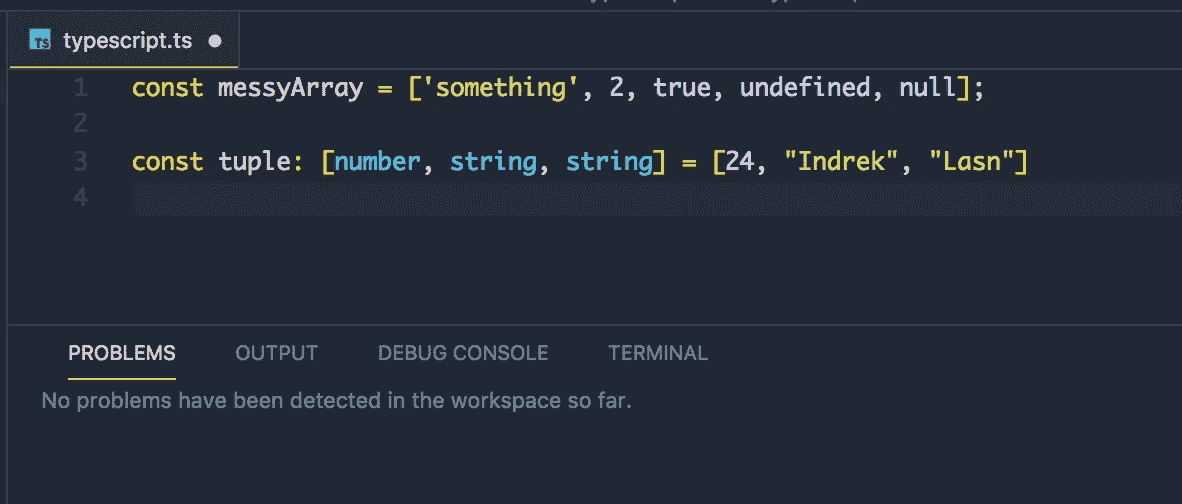 TS typescript.ts ●
1 const messyArray = ['something', 2, true, undefined, null];
2
3 const tuple: [number, string, string] = [24, "Indrek", "Lasn"]
4
PROBLEMS OUTPUT DEBUG CONSOLE TERMINAL
No problems have been detected in the workspace so far.